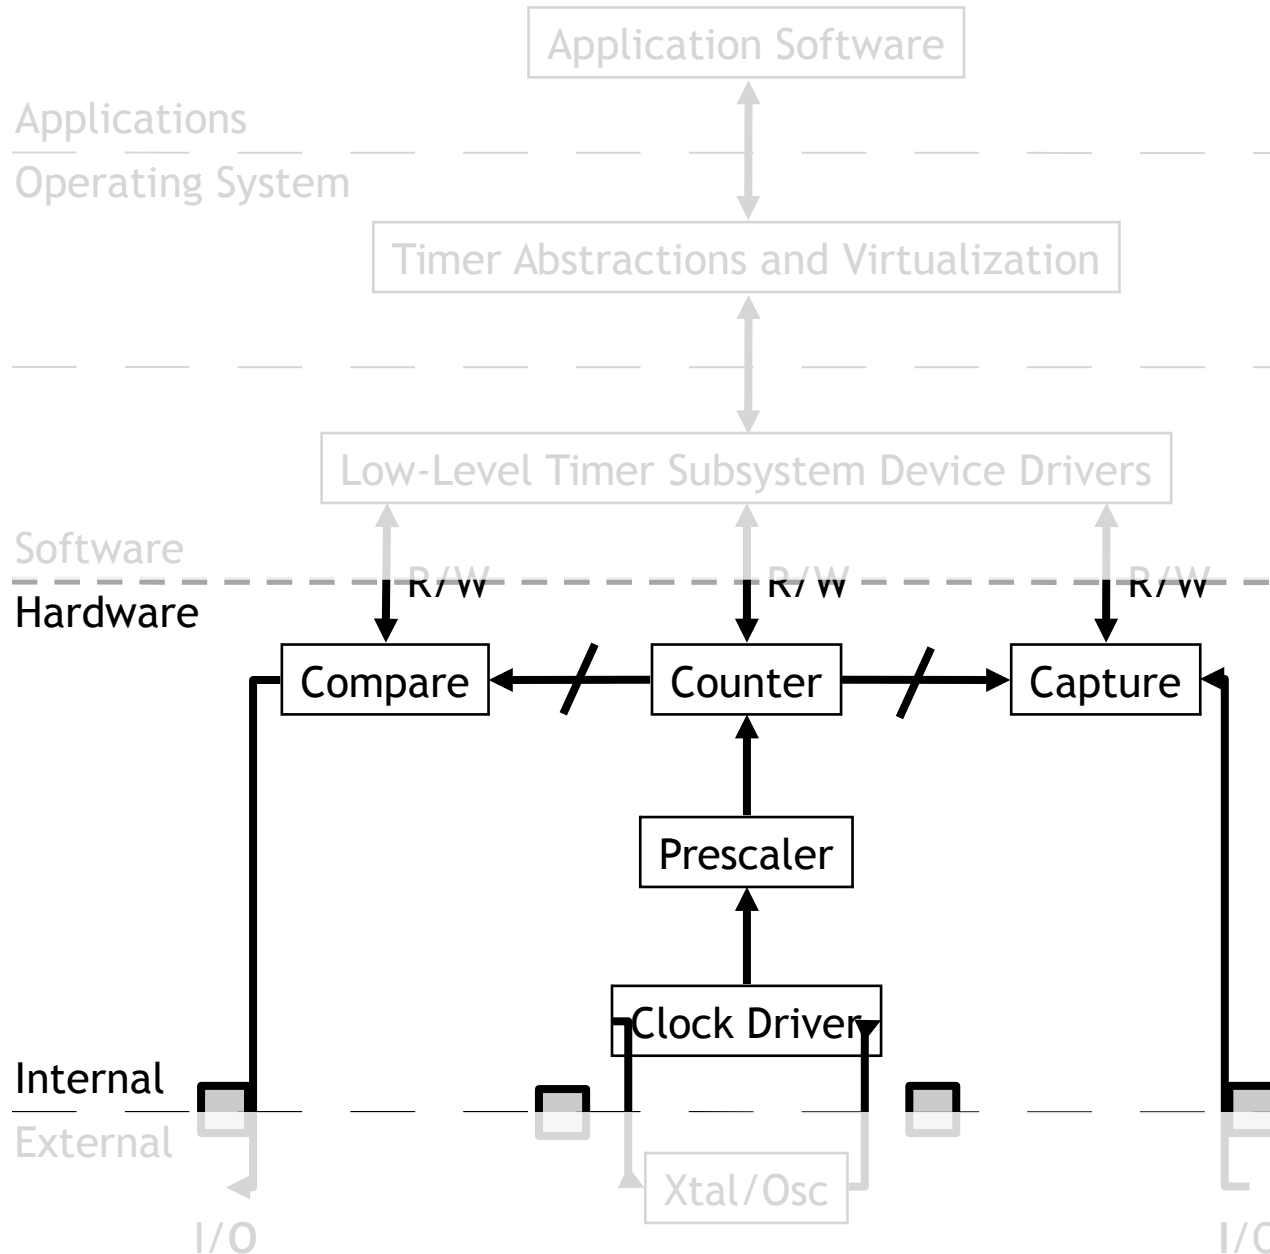 Application Software
Applications
Operating System
Timer Abstractions and Virtualization
Low-Level Timer Subsystem Device Drivers
Software
R/W R/W R/W
Hardware
Compare Counter Capture
Prescaler
Clock Driver
Internal
External
Xtal/Osc
I/O I/O